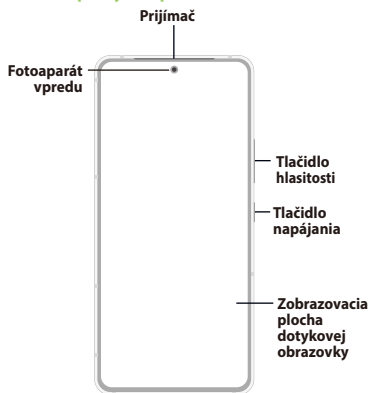 Prijímač
Fotoaparát
vpredu
Tlačidlo
hlasitosti
Tlačidlo
napájania
Zobrazovacia
plocha
dotykovej
obrazovky